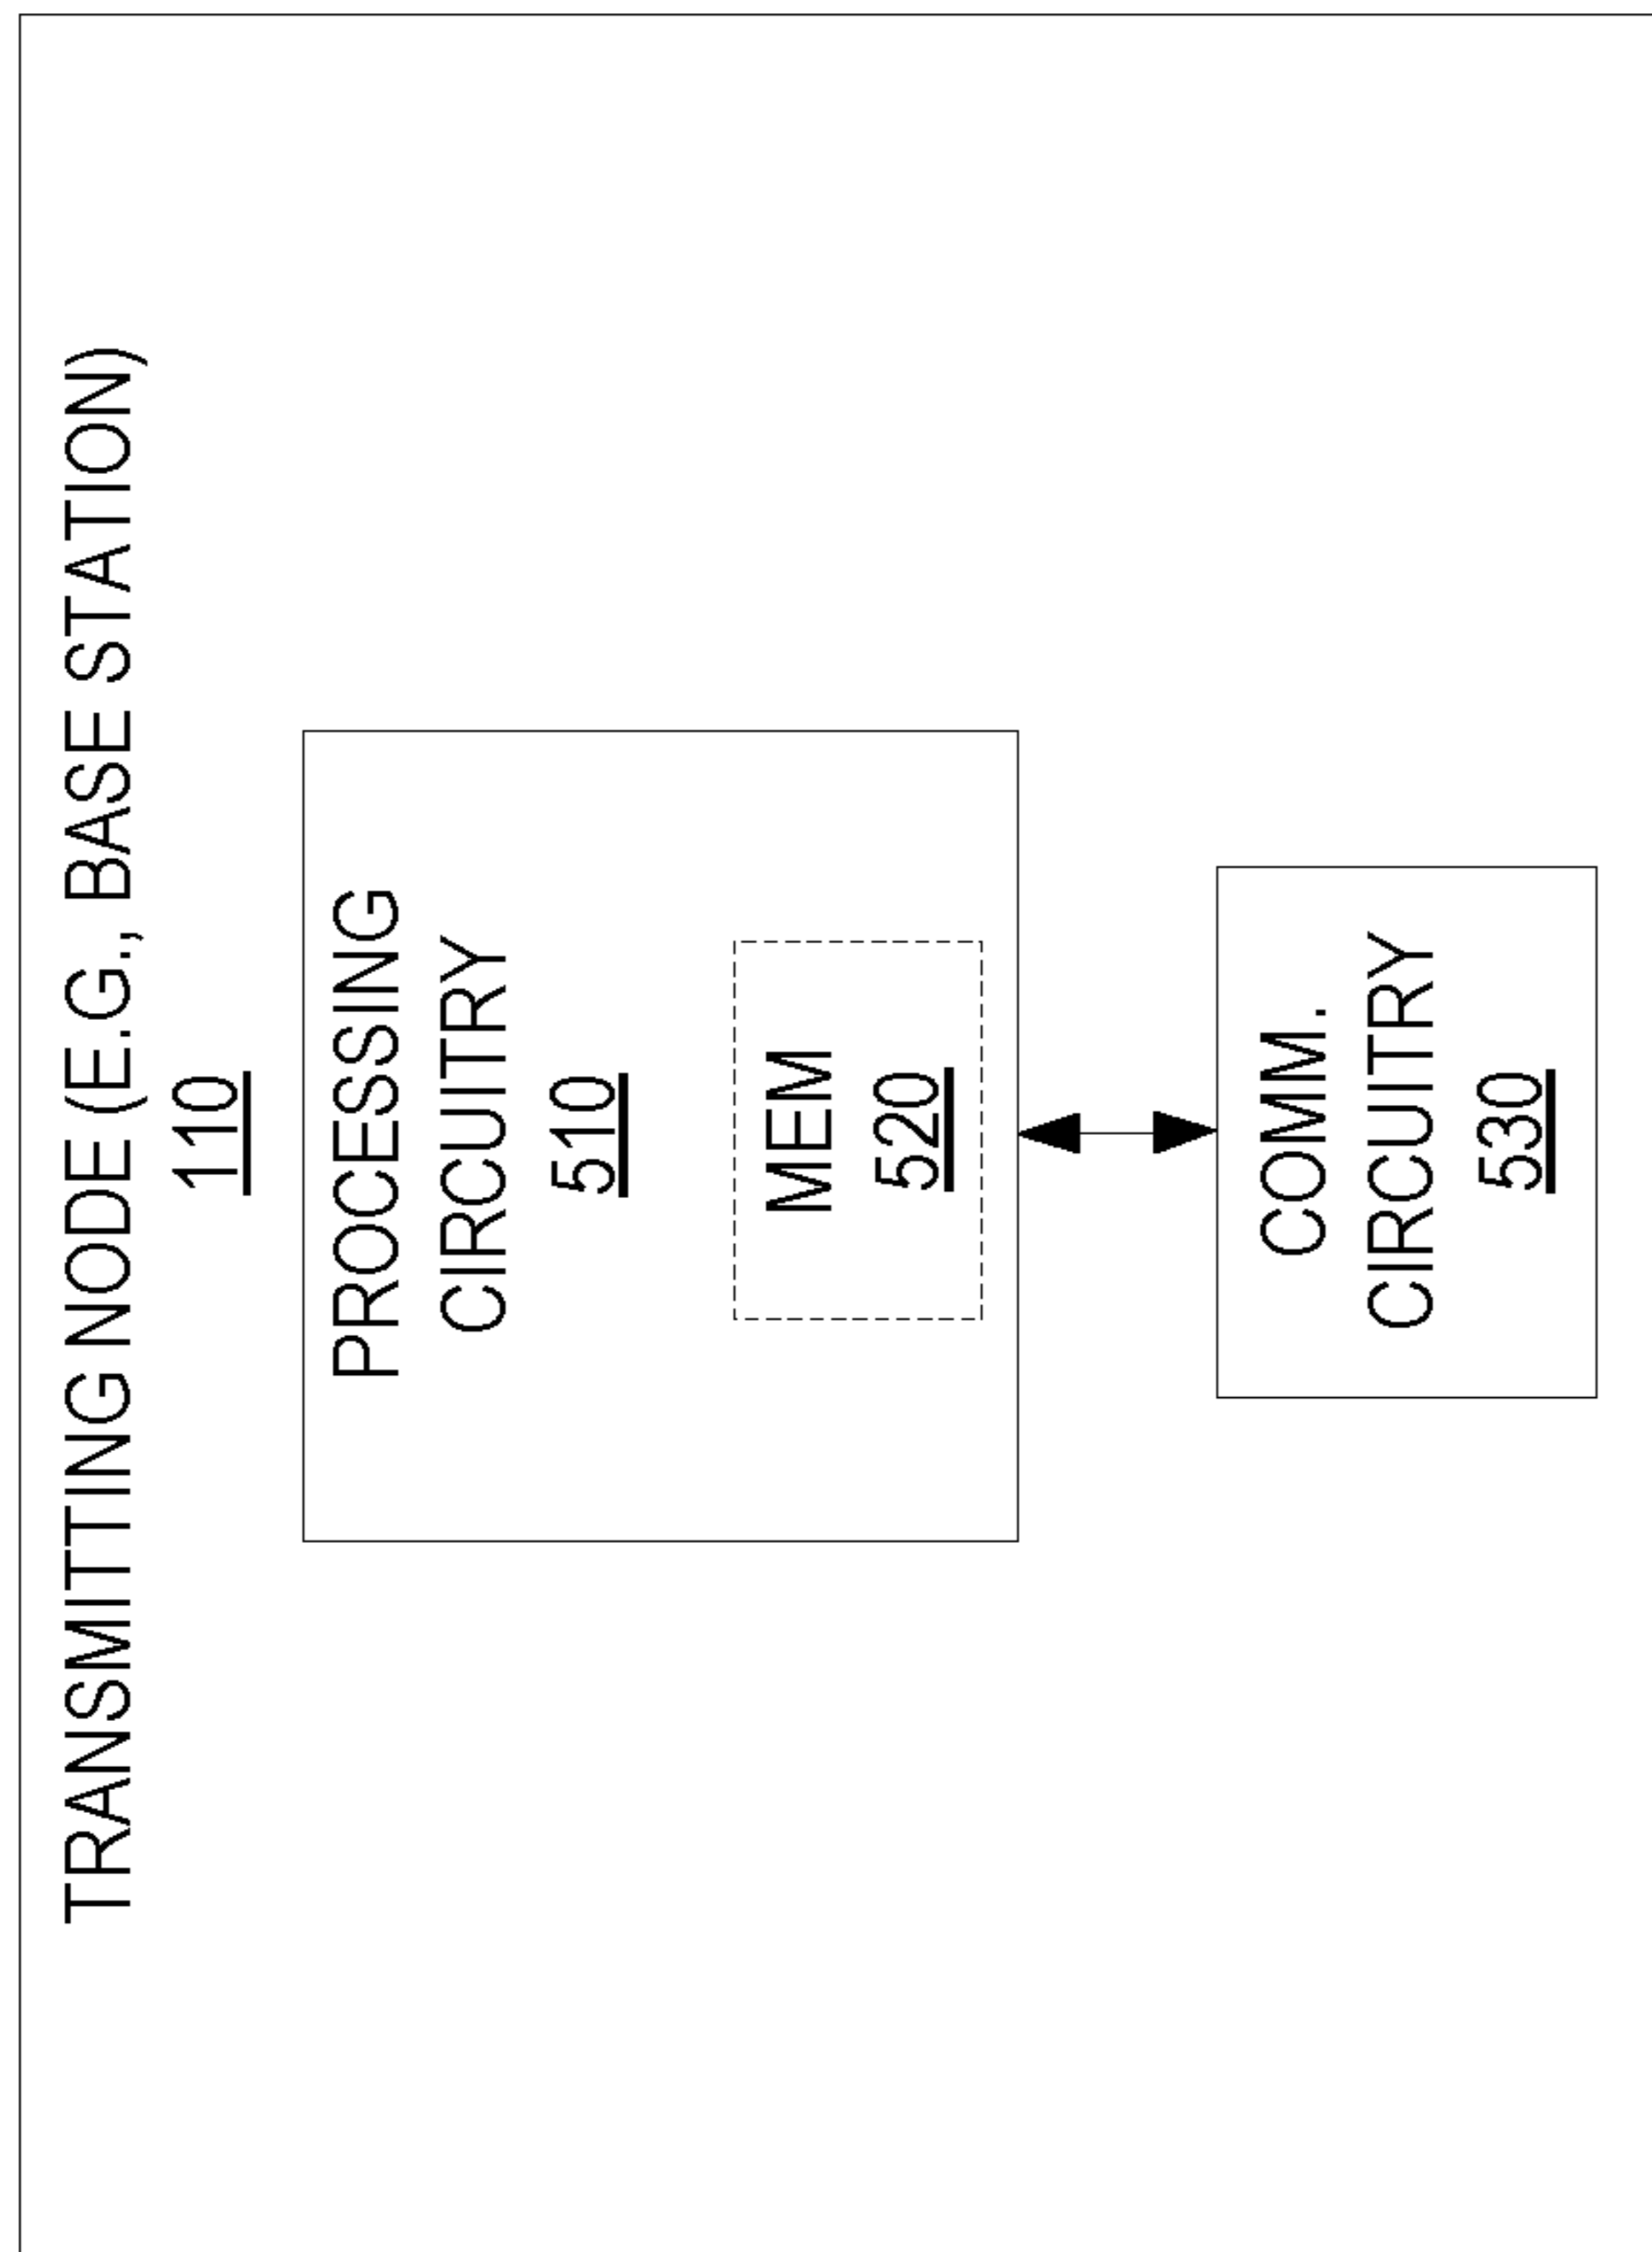 TRANSMITTING NODE (E.G., BASE STATION)
110
PROCESSING
CIRCUITRY
510
MEM
520
COMM.
CIRCUITRY
530